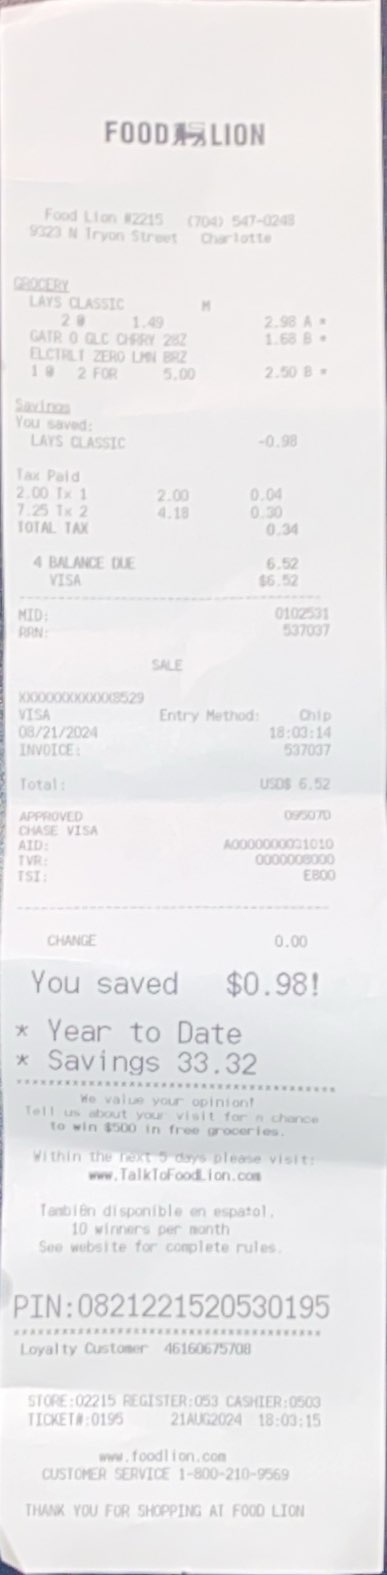 FOOD LION
Food Lion #2215 (704) 547-0248
9323 N Tryon Street Charlotte
GROCERY
LAYS CLASSIC M
2 @ 1.49 2.98 A *
GATR G GLC CHRRY 28Z 1.68 B *
ELCTRLT ZERO LMN BRZ
1 @ 2 FOR 5.00 2.50 B *
Savings
You saved:
LAYS CLASSIC -0.98
Tax Paid
2.00 Tx 1 2.00 0.04
7.25 Tx 2 4.18 0.30
TOTAL TAX 0.34
4 BALANCE DUE 6.52
VISA $6.52
MID: 0102531
RRN: 537037
SALE
XXXXXXXXXXXX8529
VISA Entry Method: Chip
08/21/2024 18:03:14
INVOICE: 537037
Total: USD$ 6.52
APPROVED 09507D
CHASE VISA
AID: A0000000031010
TVR: 0000008000
TSI: E800
CHANGE 0.00
You saved $0.98!
* Year to Date
* Savings 33.32
We value your opinion!
Tell us about your visit for a chance
to win $500 in free groceries.
Within the next 5 days please visit:
www.TalkToFoodLion.com
También disponible en espatol.
10 winners per month
See website for complete rules.
PIN:0821221520530195
Loyalty Customer 46160675708
STORE:02215 REGISTER:053 CASHIER:0503
TICKET#:0195 21AUG2024 18:03:15
www.foodlion.com
CUSTOMER SERVICE 1-800-210-9569
THANK YOU FOR SHOPPING AT FOOD LION